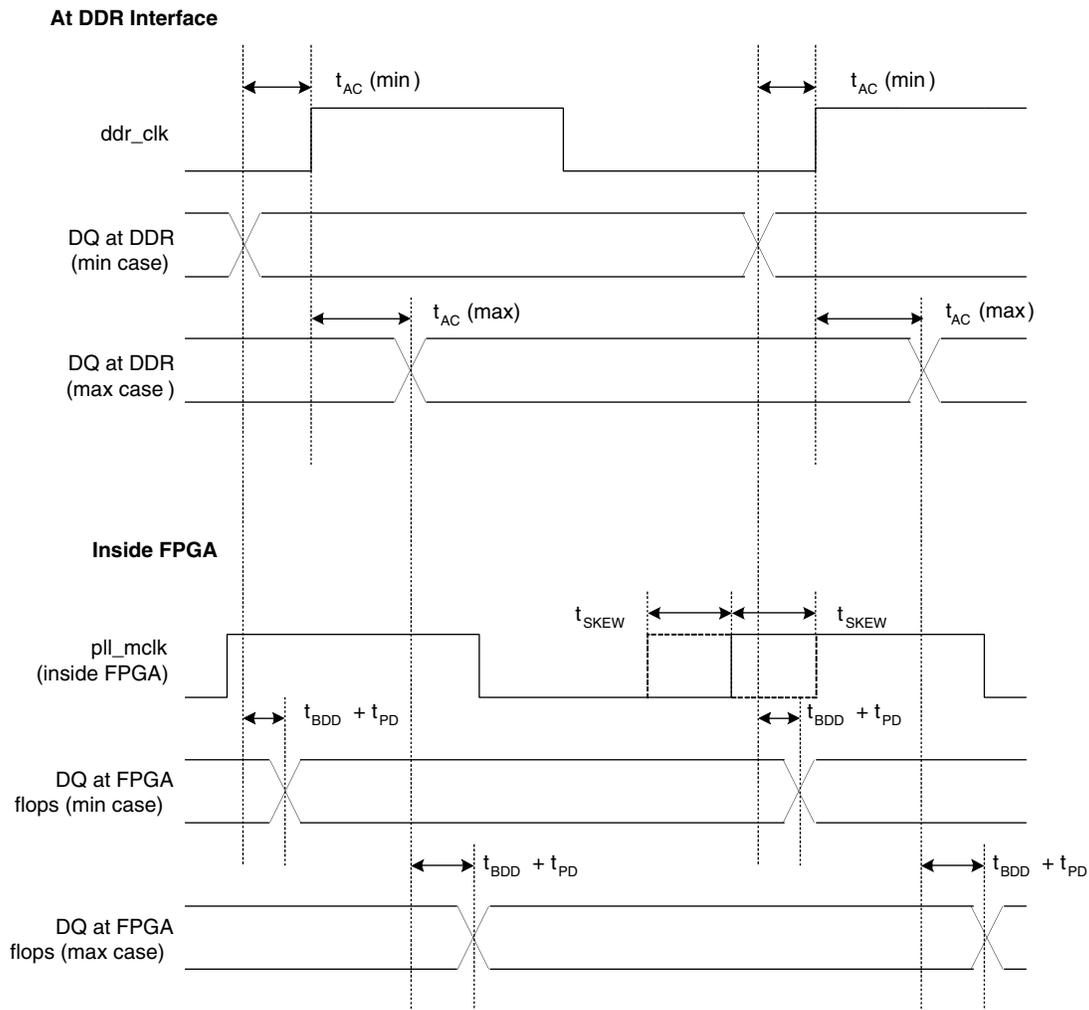 At DDR Interface
t_AC (min)
t_AC (min)
ddr_clk
DQ at DDR
(min case)
t_AC (max)
t_AC (max)
DQ at DDR
(max case)
Inside FPGA
t_SKEW
t_SKEW
pll_mclk
(inside FPGA)
t_BDD + t_PD
t_BDD + t_PD
DQ at FPGA
flops (min case)
t_BDD + t_PD
t_BDD + t_PD
DQ at FPGA
flops (max case)